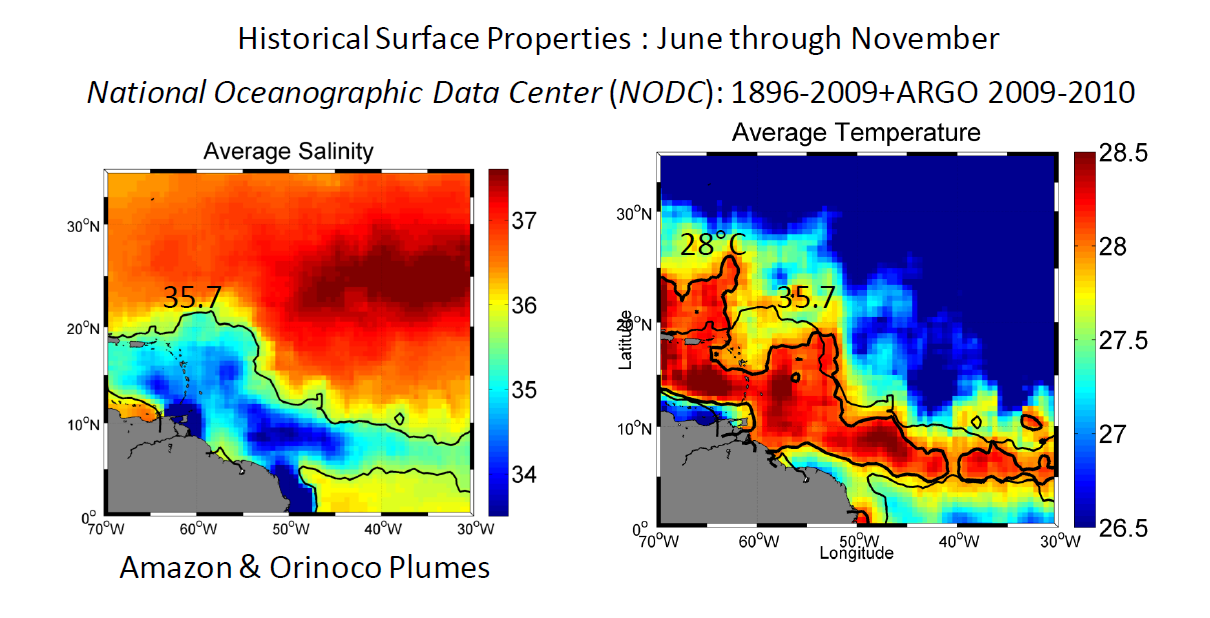 Historical Surface Properties : June through November
National Oceanographic Data Center (NODC): 1896-2009+ARGO 2009-2010
Average Salinity
30°N
20°N
10°N
0°
70°W 60°W 50°W 40°W 30°W
35.7
37
36
35
34
Amazon & Orinoco Plumes
Average Temperature
30°N
20°N
10°N
0°
Latitude
70°W 60°W 50°W 40°W 30°W
Longitude
28°C
35.7
28.5
28
27.5
27
26.5